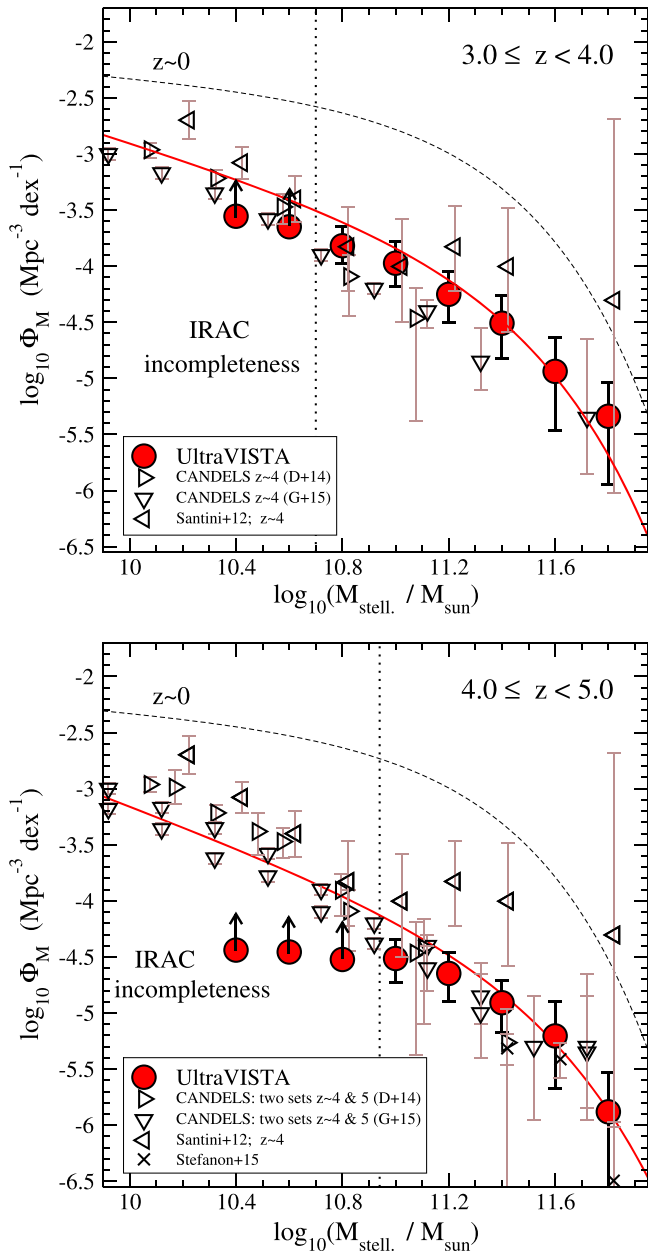 z~0
3.0 ≤ z < 4.0
-2
-2.5
-3
-3.5
-4
-4.5
-5
-5.5
-6
-6.5
log10 ΦM (Mpc-3 dex-1)
IRAC
incompleteness
UltraVISTA
CANDELS z~4 (D+14)
CANDELS z~4 (G+15)
Santini+12; z~4
10 10.4 10.8 11.2 11.6
log10(Mstell. / Msun)
z~0
4.0 ≤ z < 5.0
-2
-2.5
-3
-3.5
-4
-4.5
-5
-5.5
-6
-6.5
log10 ΦM (Mpc-3 dex-1)
IRAC
incompleteness
UltraVISTA
CANDELS: two sets z~4 & 5 (D+14)
CANDELS: two sets z~4 & 5 (G+15)
Santini+12; z~4
Stefanon+15
10 10.4 10.8 11.2 11.6
log10(Mstell. / Msun)